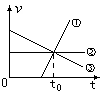 v
①
②
③
0
t₀
t